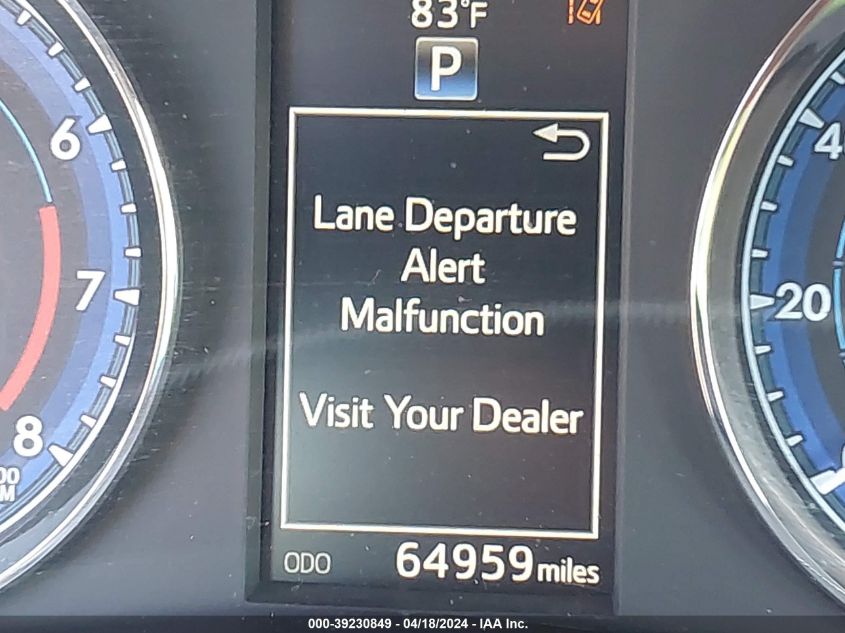 83°F
P
6
7
8
Lane Departure
Alert
Malfunction
Visit Your Dealer
20
ODO 64959 miles
000-39230849 - 04/18/2024 - IAA Inc.